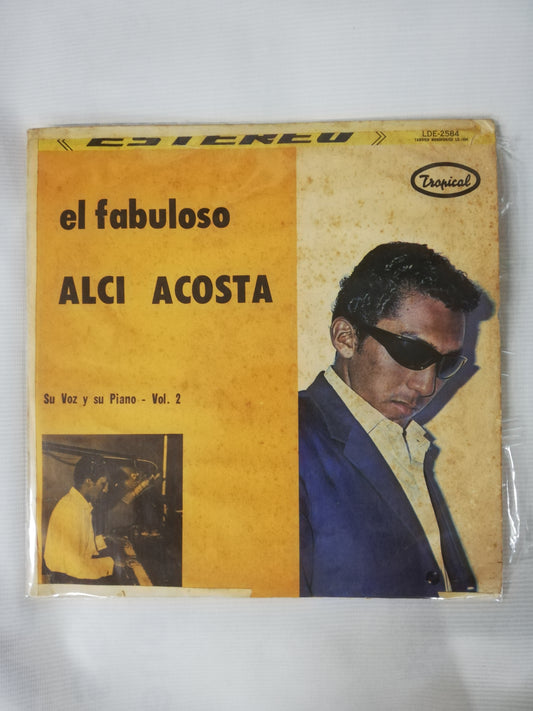 ESTEREO
LDE-2584
Tropical
el fabuloso
ALCI ACOSTA
Su Voz y su Piano - Vol. 2